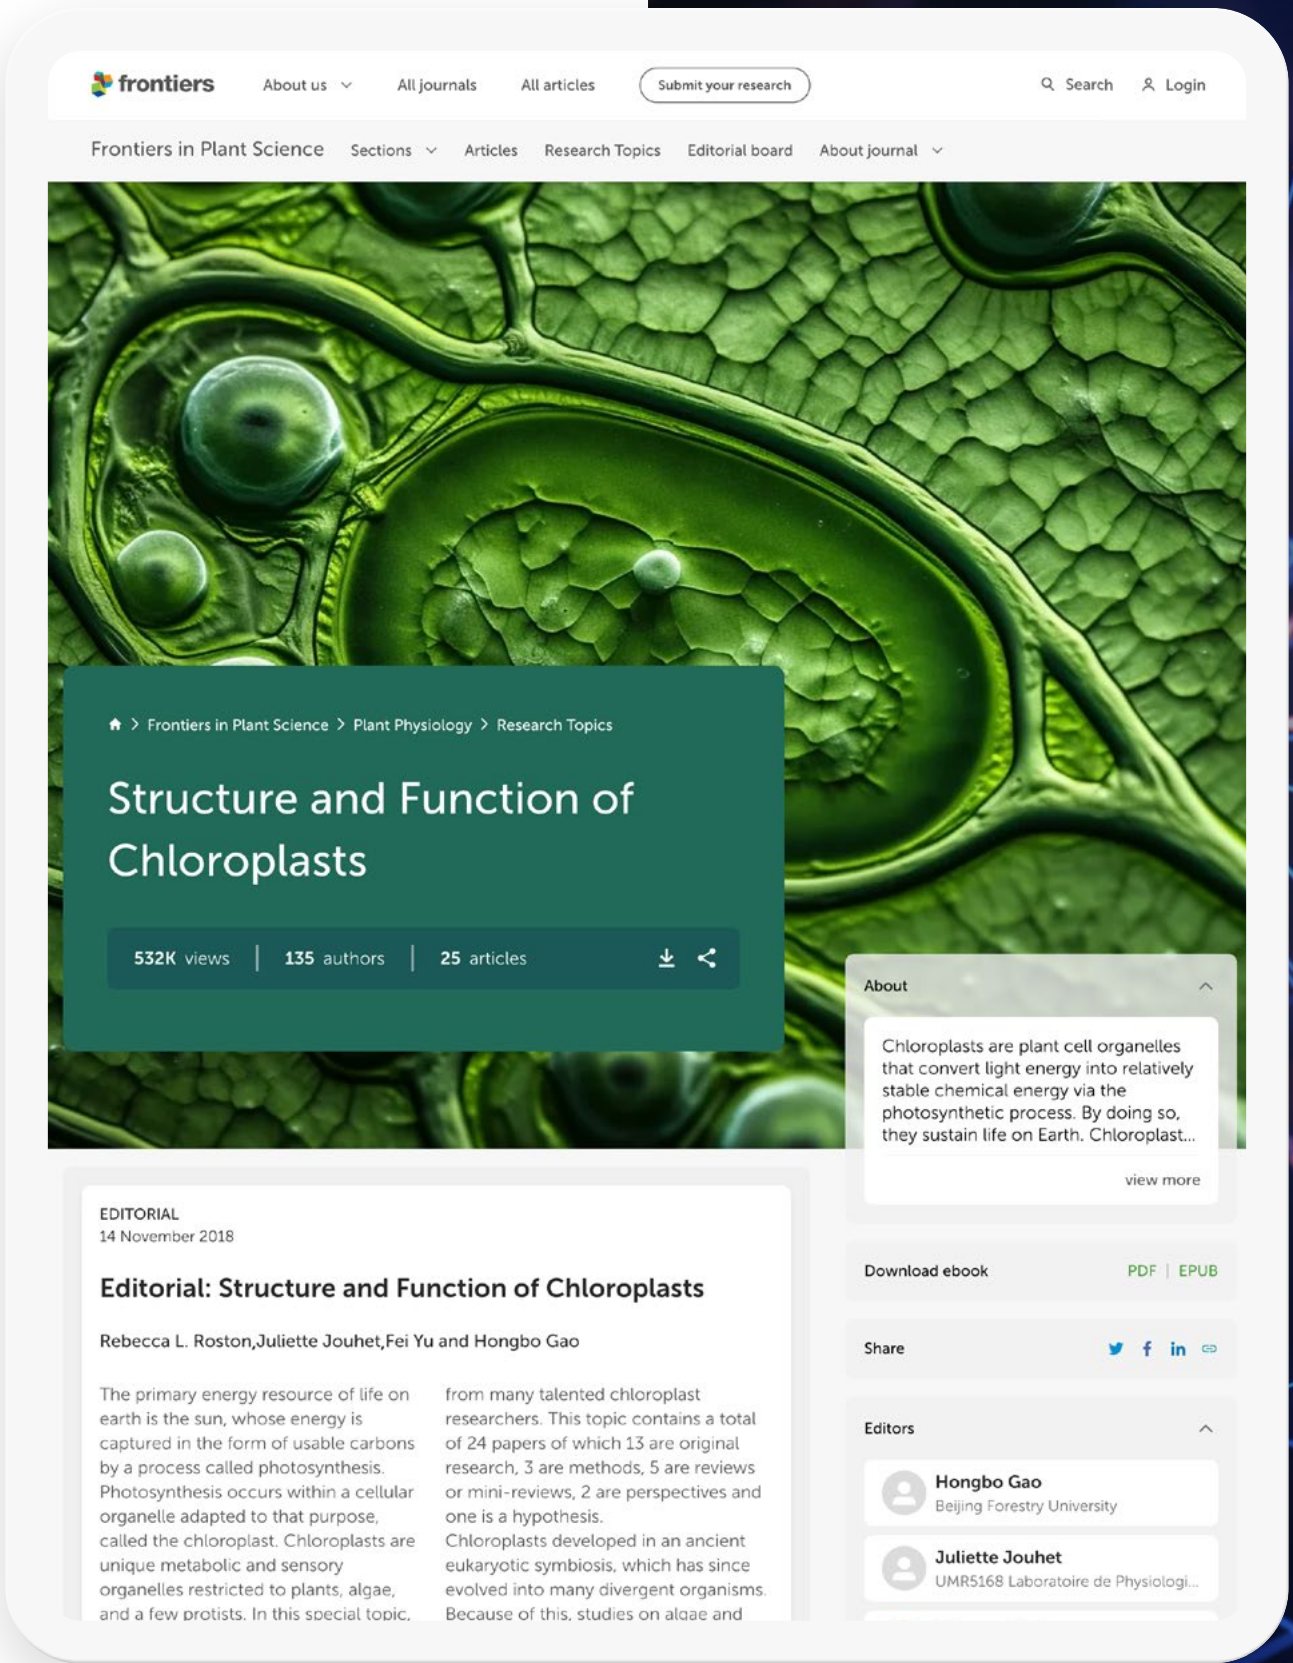 frontiers
About us
All journals
All articles
Submit your research
Search
Login
Frontiers in Plant Science
Sections
Articles
Research Topics
Editorial board
About journal
Frontiers in Plant Science > Plant Physiology > Research Topics
Structure and Function of
Chloroplasts
532K views | 135 authors | 25 articles
About
Chloroplasts are plant cell organelles
that convert light energy into relatively
stable chemical energy via the
photosynthetic process. By doing so,
they sustain life on Earth. Chloroplast...
view more
EDITORIAL
14 November 2018
Editorial: Structure and Function of Chloroplasts
Rebecca L. Roston,Juliette Jouhet,Fei Yu and Hongbo Gao
The primary energy resource of life on
earth is the sun, whose energy is
captured in the form of usable carbons
by a process called photosynthesis.
Photosynthesis occurs within a cellular
organelle adapted to that purpose,
called the chloroplast. Chloroplasts are
unique metabolic and sensory
organelles restricted to plants, algae,
and a few protists. In this special topic,
from many talented chloroplast
researchers. This topic contains a total
of 24 papers of which 13 are original
research, 3 are methods, 5 are reviews
or mini-reviews, 2 are perspectives and
one is a hypothesis.
Chloroplasts developed in an ancient
eukaryotic symbiosis, which has since
evolved into many divergent organisms.
Because of this, studies on algae and
Download ebook
PDF | EPUB
Share
Editors
Hongbo Gao
Beijing Forestry University
Juliette Jouhet
UMR5168 Laboratoire de Physiologi...